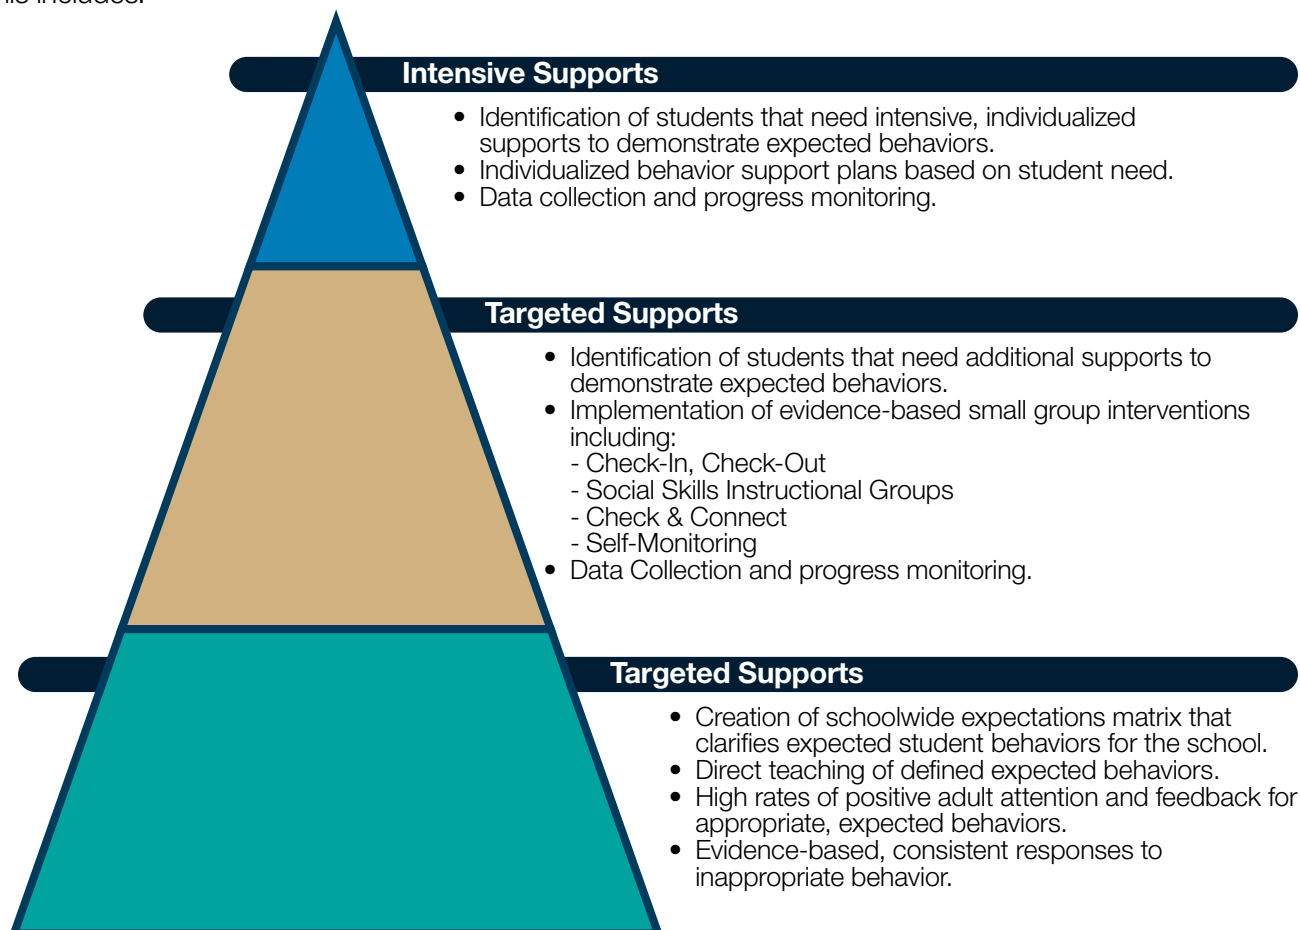 includes:
Intensive Supports
• Identification of students that need intensive, individualized
supports to demonstrate expected behaviors.
• Individualized behavior support plans based on student need.
• Data collection and progress monitoring.
Targeted Supports
• Identification of students that need additional supports to
demonstrate expected behaviors.
• Implementation of evidence-based small group interventions
including:
- Check-In, Check-Out
- Social Skills Instructional Groups
- Check & Connect
- Self-Monitoring
• Data Collection and progress monitoring.
Targeted Supports
• Creation of schoolwide expectations matrix that
clarifies expected student behaviors for the school.
• Direct teaching of defined expected behaviors.
• High rates of positive adult attention and feedback for
appropriate, expected behaviors.
• Evidence-based, consistent responses to
inappropriate behavior.